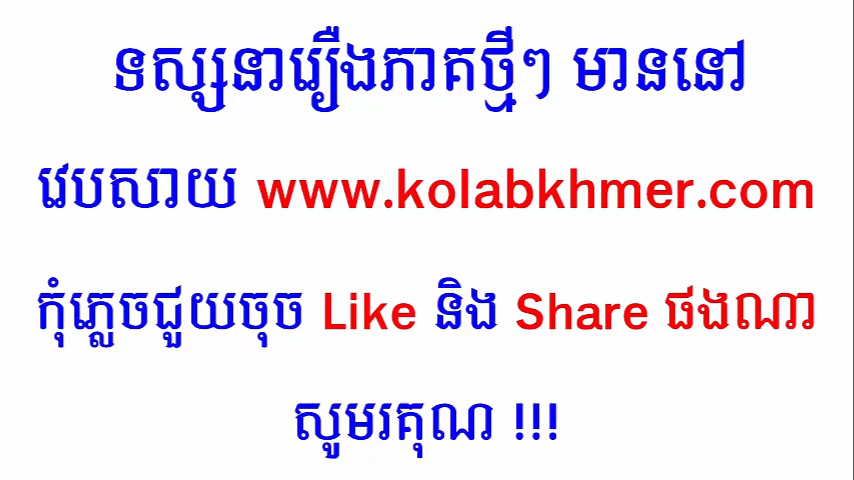 ទស្សនារឿងភាគថ្មីៗ មាននៅ
វេបសាយ www.kolabkhmer.com
កុំភ្លេចជួយចុច Like និង Share ផងណា
សូមរគុណ !!!